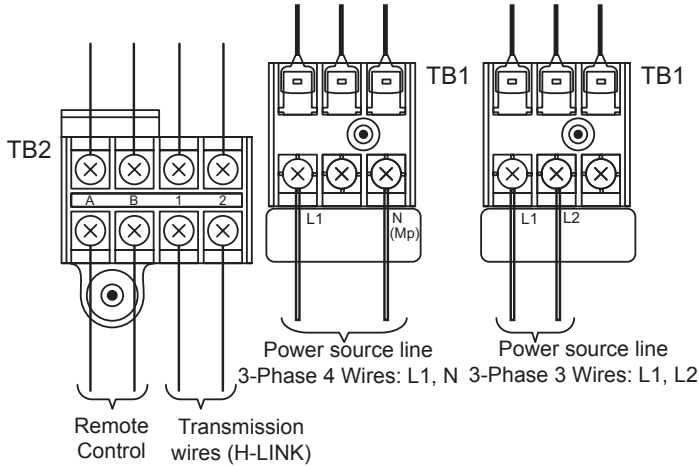 TB1
TB1
TB2
A B 1 2
L1
N
(Mp)
L1 L2
Power source line
3-Phase 4 Wires: L1, N
Power source line
3-Phase 3 Wires: L1, L2
Remote
Control
Transmission
wires (H-LINK)